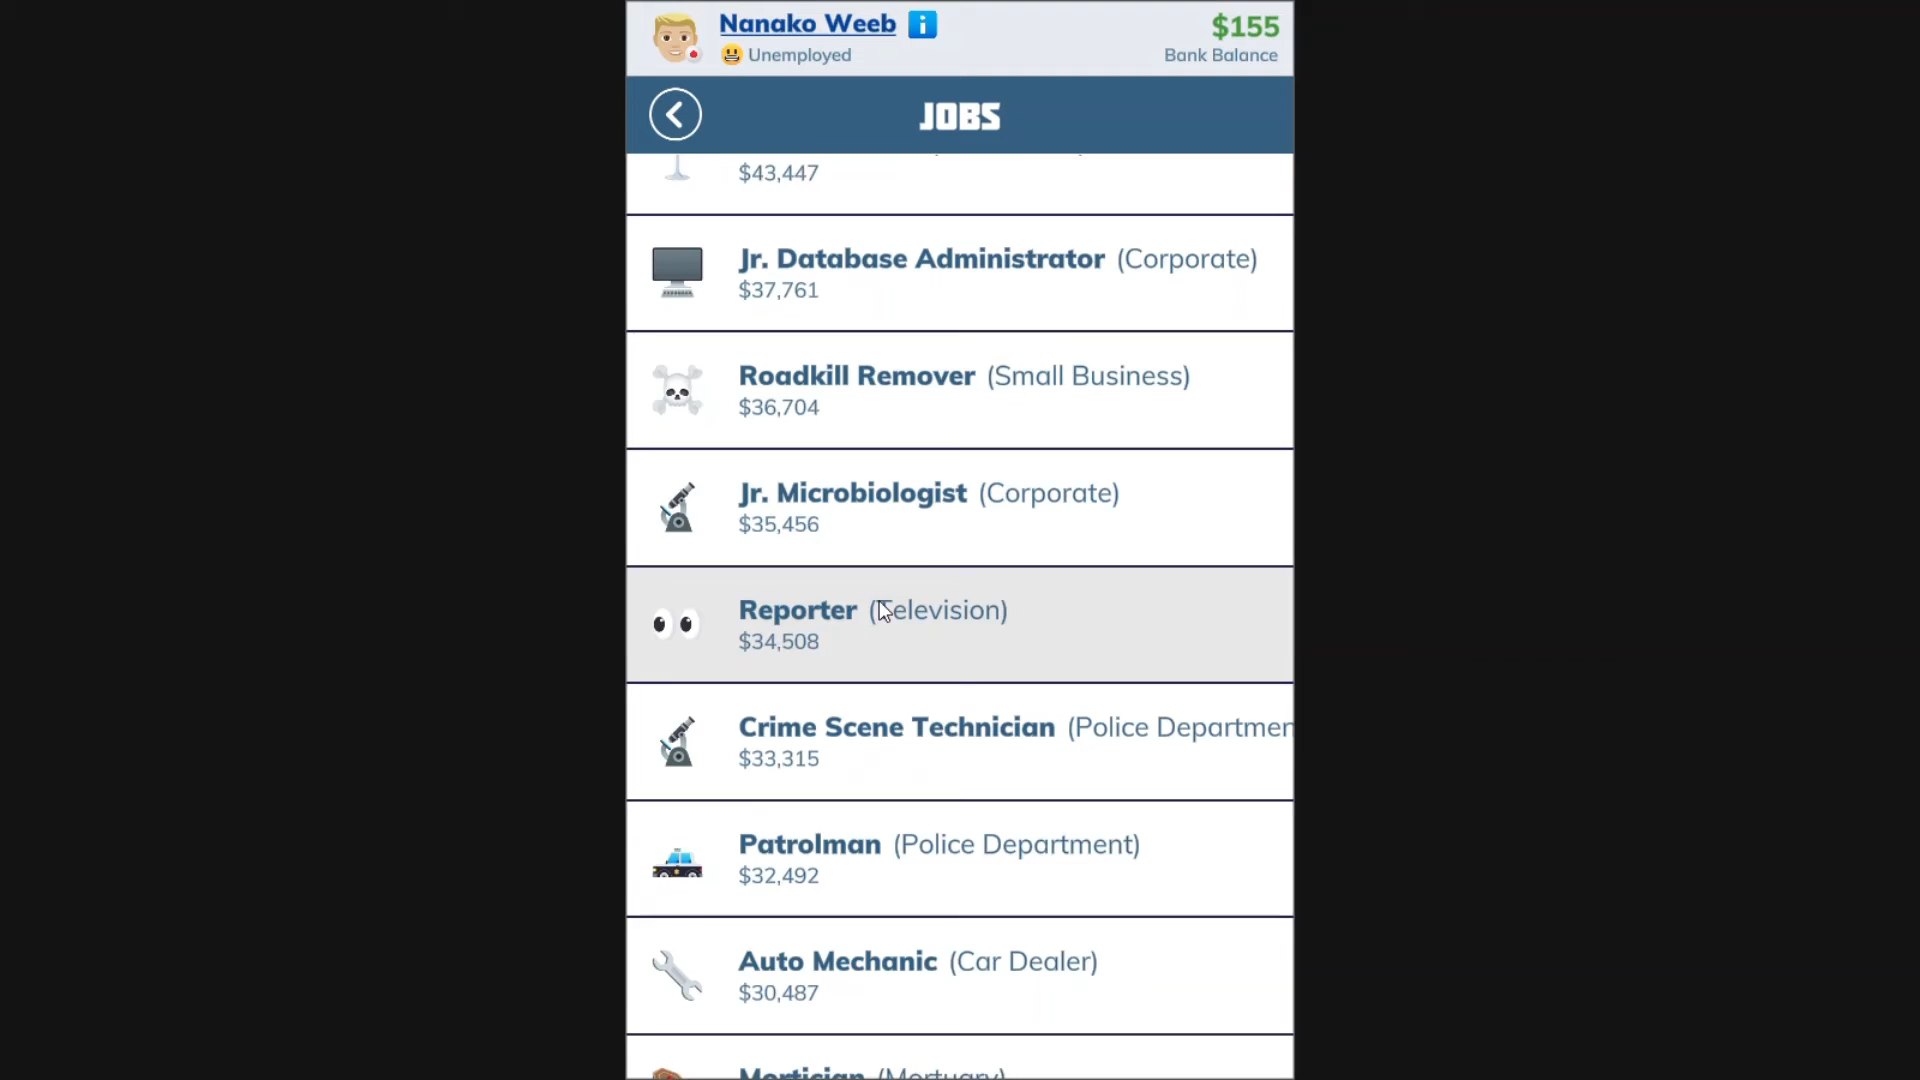 Nanako Weeb
$155
Unemployed
Bank Balance
JOBS
$43,447
Jr. Database Administrator (Corporate)
$37,761
Roadkill Remover (Small Business)
$36,704
Jr. Microbiologist (Corporate)
$35,456
Reporter (Television)
$34,508
Crime Scene Technician (Police Departmen
$33,315
Patrolman (Police Department)
$32,492
Auto Mechanic (Car Dealer)
$30,487
Mortician (Mortuary)